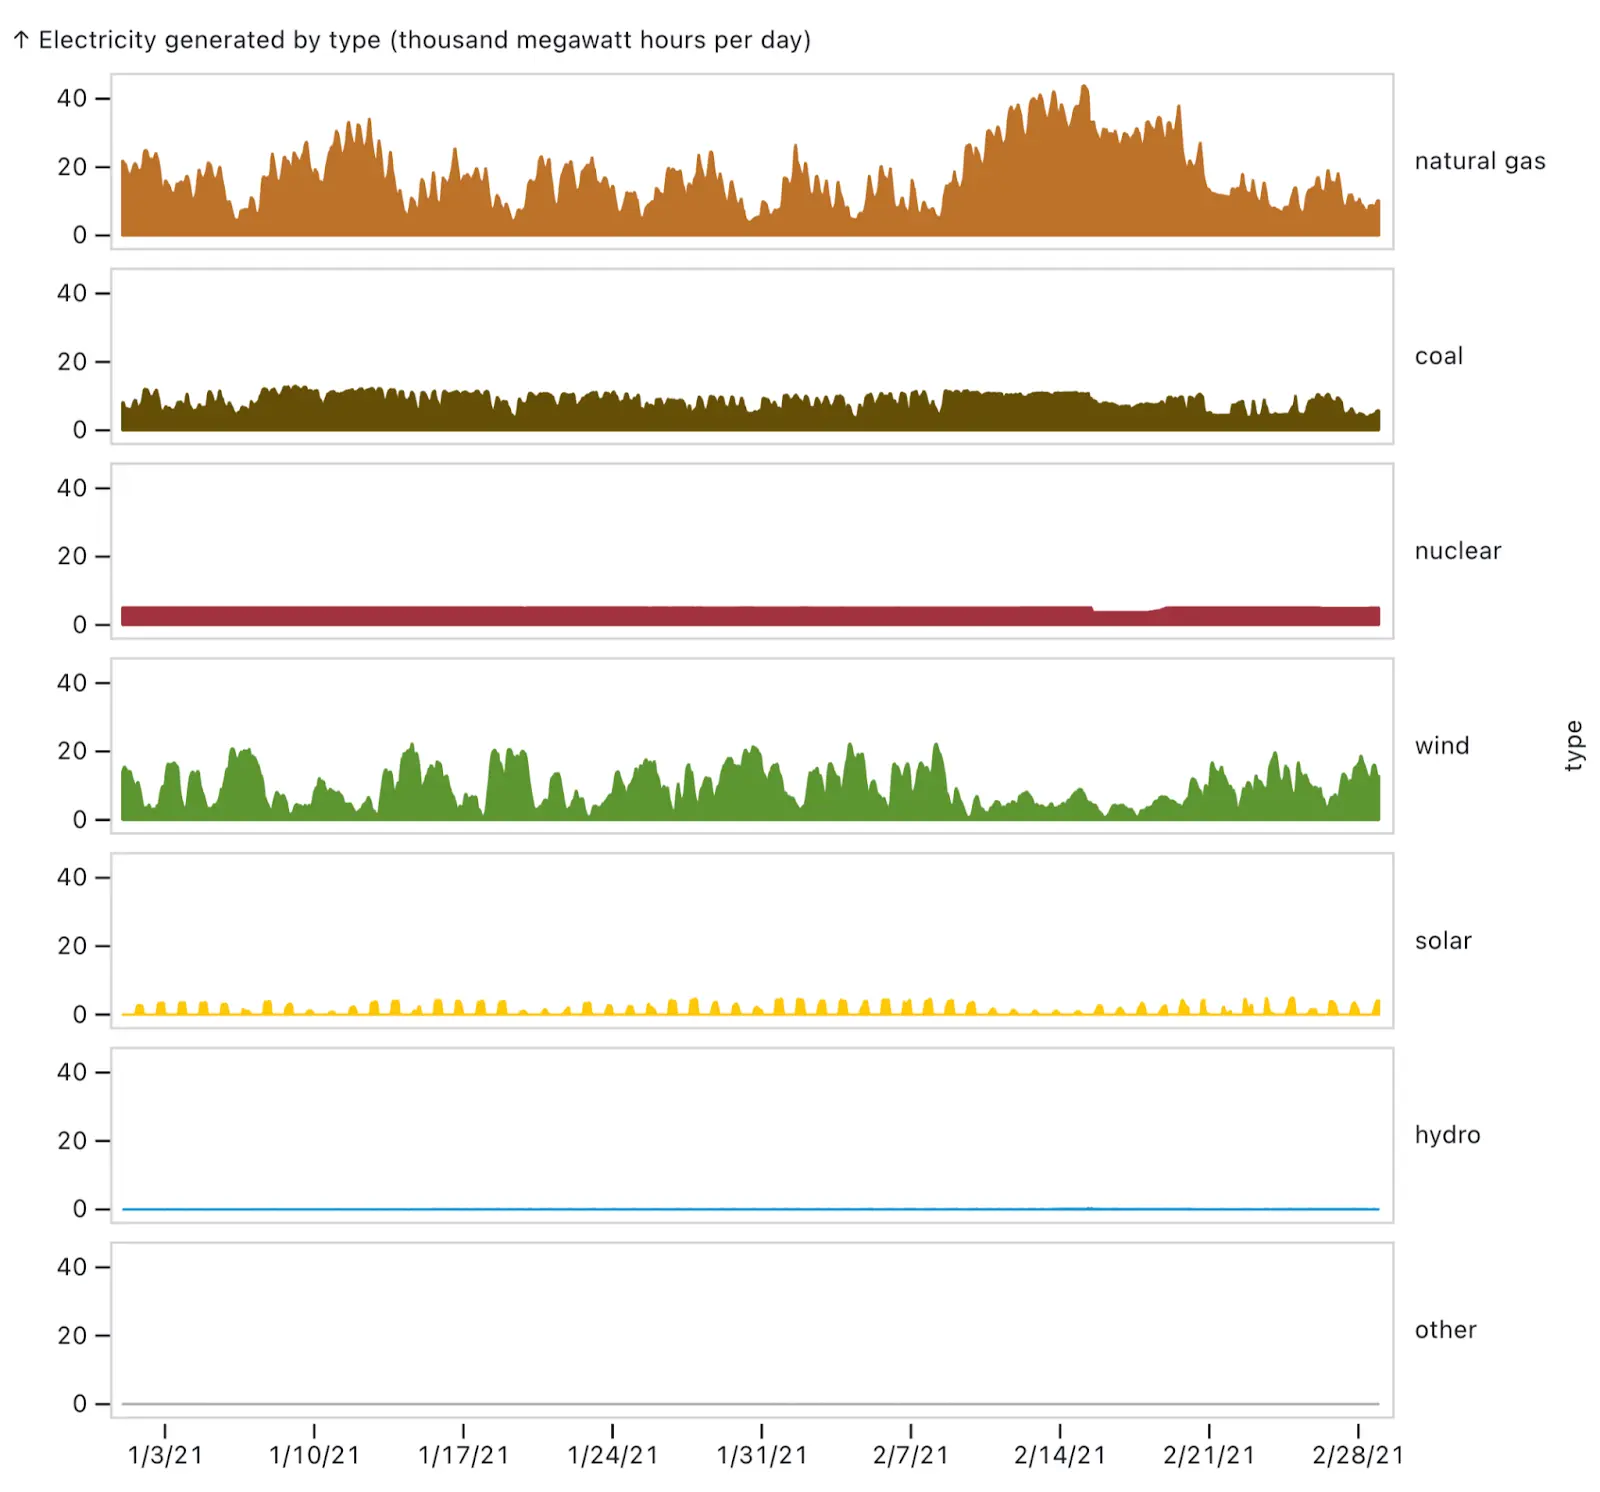 ↑ Electricity generated by type (thousand megawatt hours per day)
40
20
0
natural gas
40
20
0
coal
40
20
0
nuclear
40
20
0
wind
type
40
20
0
solar
40
20
0
hydro
40
20
0
other
1/3/21 1/10/21 1/17/21 1/24/21 1/31/21 2/7/21 2/14/21 2/21/21 2/28/21